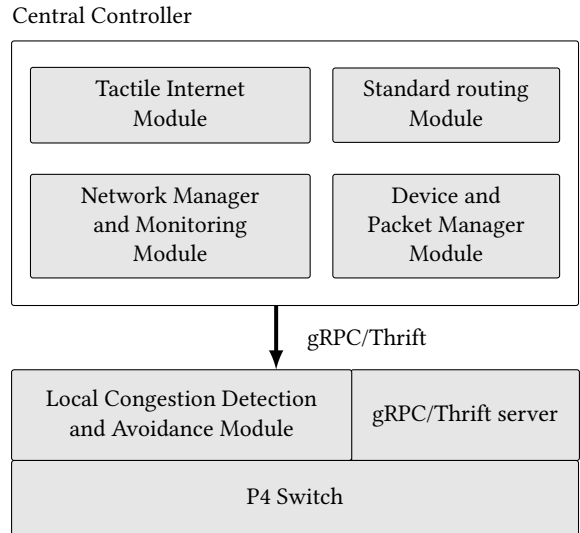 Central Controller
Tactile Internet
Module
Standard routing
Module
Network Manager
and Monitoring
Module
Device and
Packet Manager
Module
gRPC/Thrift
Local Congestion Detection
and Avoidance Module
gRPC/Thrift server
P4 Switch